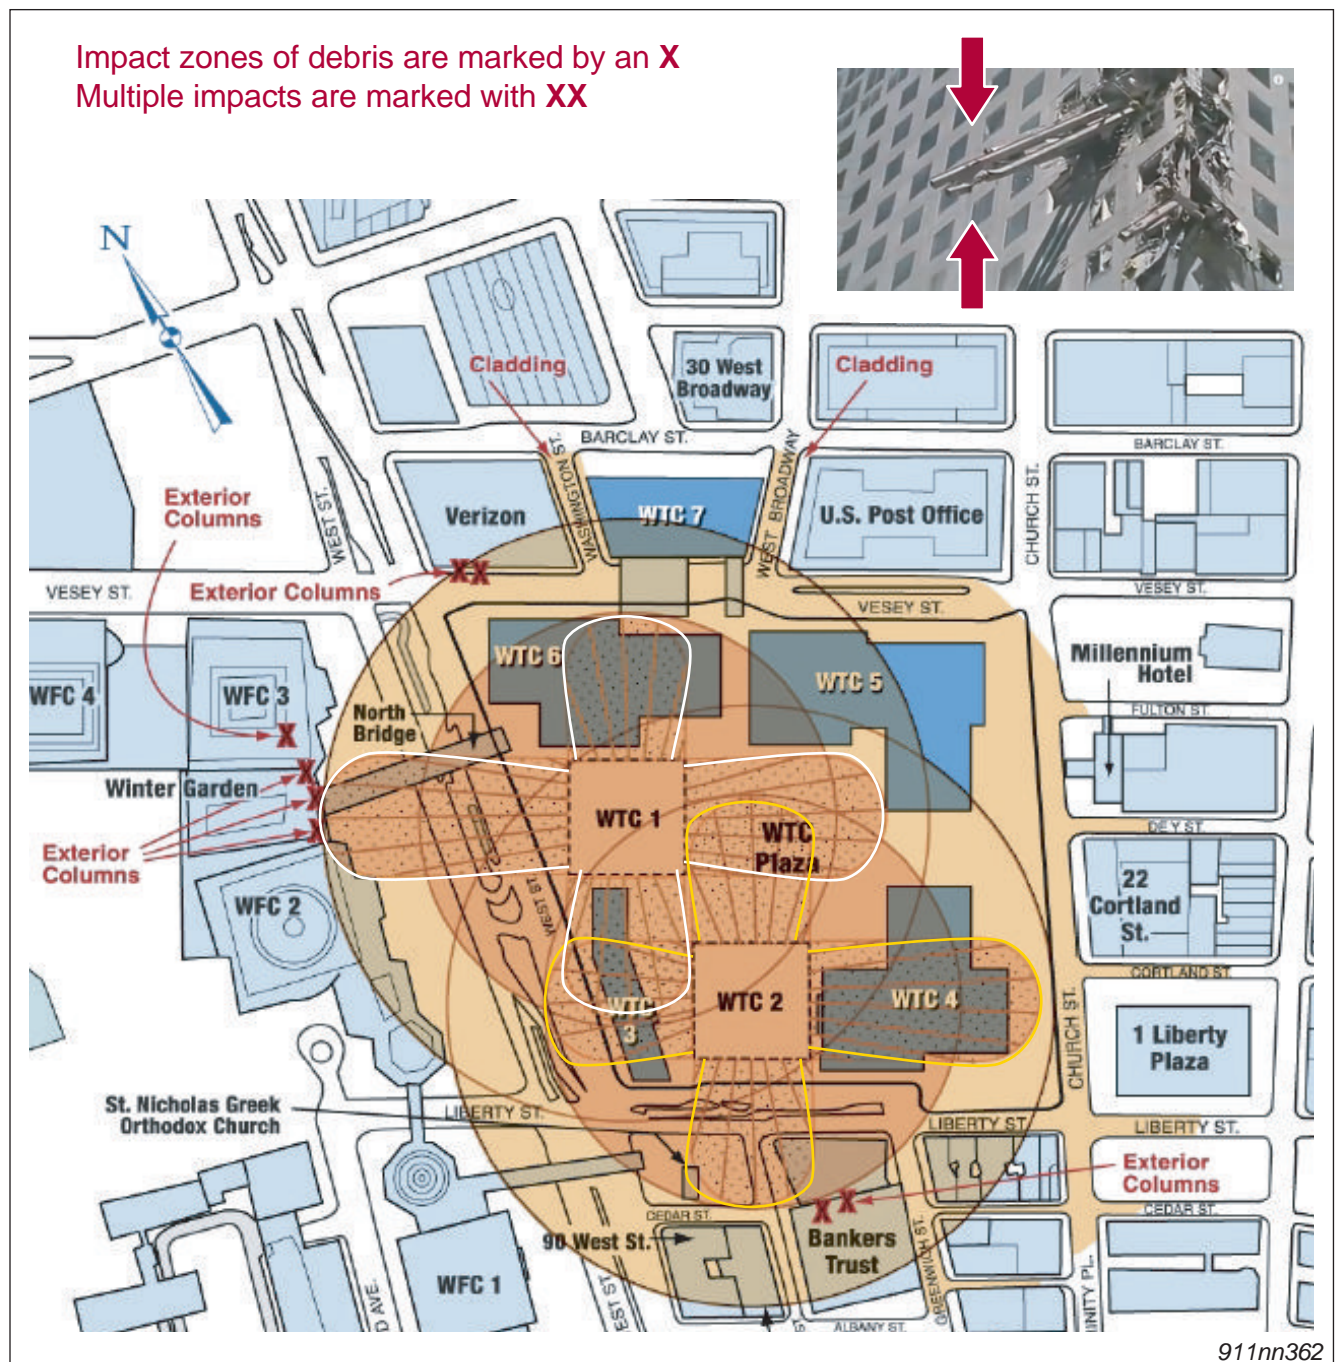 Impact zones of debris are marked by an X
Multiple impacts are marked with XX
N
Cladding
30 West
Broadway
Cladding
BARCLAY ST.
BARCLAY ST.
WASHINGTON ST.
WEST BROADWAY
CHURCH ST.
WEST ST.
Exterior
Columns
Verizon
WTC 7
U.S. Post Office
XX
Exterior Columns
VESEY ST.
VESEY ST.
VESEY ST.
WTC 6
WTC 5
Millennium
Hotel
WFC 4
WFC 3
North
Bridge
FULTON ST.
X
X
Winter Garden
X
X
WTC 1
WTC
Plaza
DEY ST.
Exterior
Columns
WEST ST.
WFC 2
22
Cortland
St.
CORTLAND ST.
WTC
3
WTC 2
WTC 4
CHURCH ST.
1 Liberty
Plaza
St. Nicholas Greek
Orthodox Church
LIBERTY ST.
LIBERTY ST.
LIBERTY ST.
Exterior
Columns
X X
CEDAR ST.
CEDAR ST.
90 West St.
Bankers
Trust
GREENWICH ST.
WFC 1
EST ST.
D AVE.
ST
ALBANY ST.
INITY PL.
911nn362